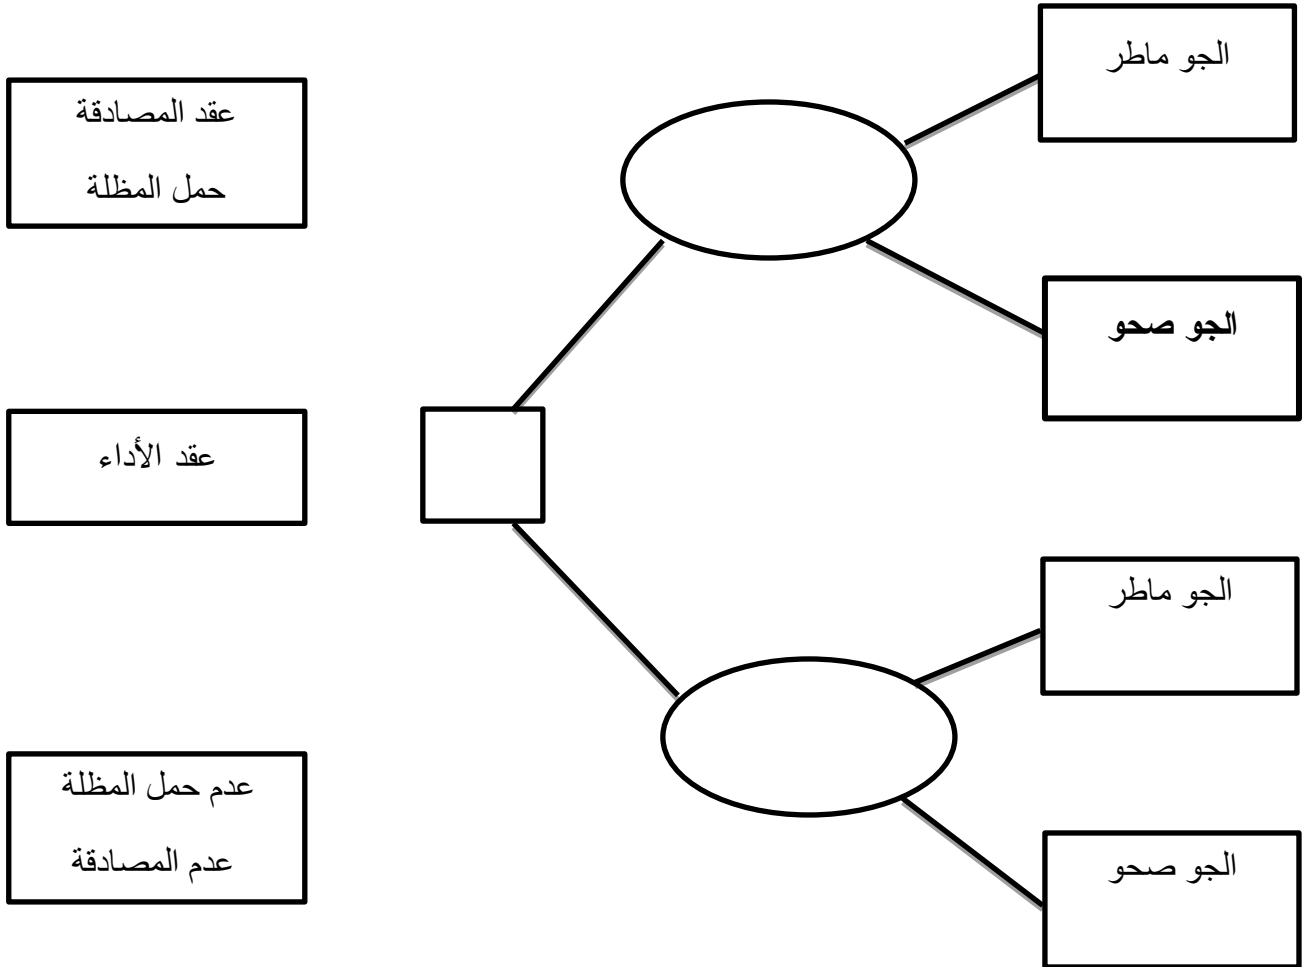 الجو ماطر
عقد المصادقة
حمل المظلة
الجو صحو
عقد الأداء
الجو ماطر
عدم حمل المظلة
عدم المصادقة
الجو صحو